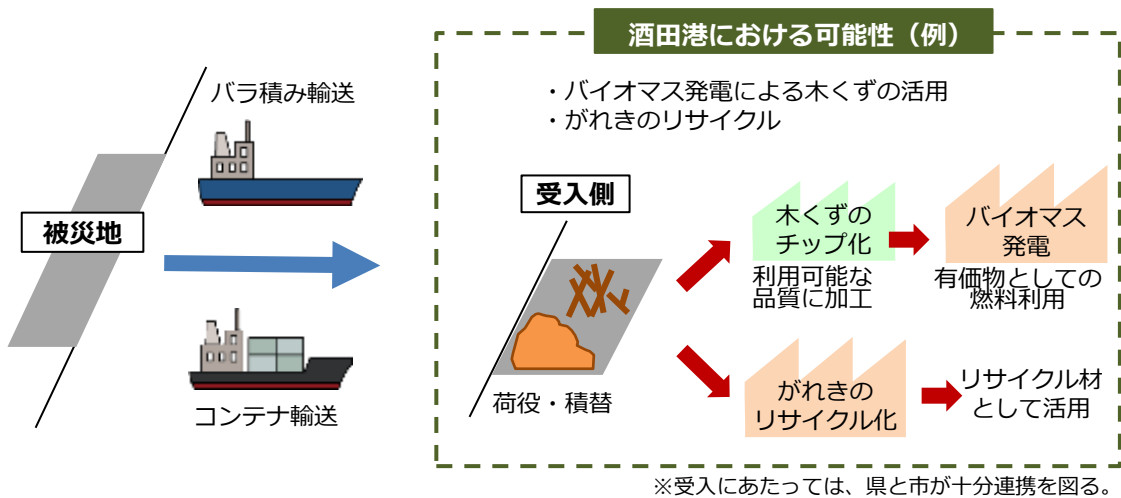 酒田港における可能性（例）
バラ積み輸送
・バイオマス発電による木くずの活用
・がれきのリサイクル
被災地
受入側
木くずの
チップ化
バイオマス
発電
利用可能な
品質に加工
有価物としての
燃料利用
コンテナ輸送
荷役・積替
がれきの
リサイクル化
リサイクル材
として活用
※受入にあたっては、県と市が十分連携を図る。